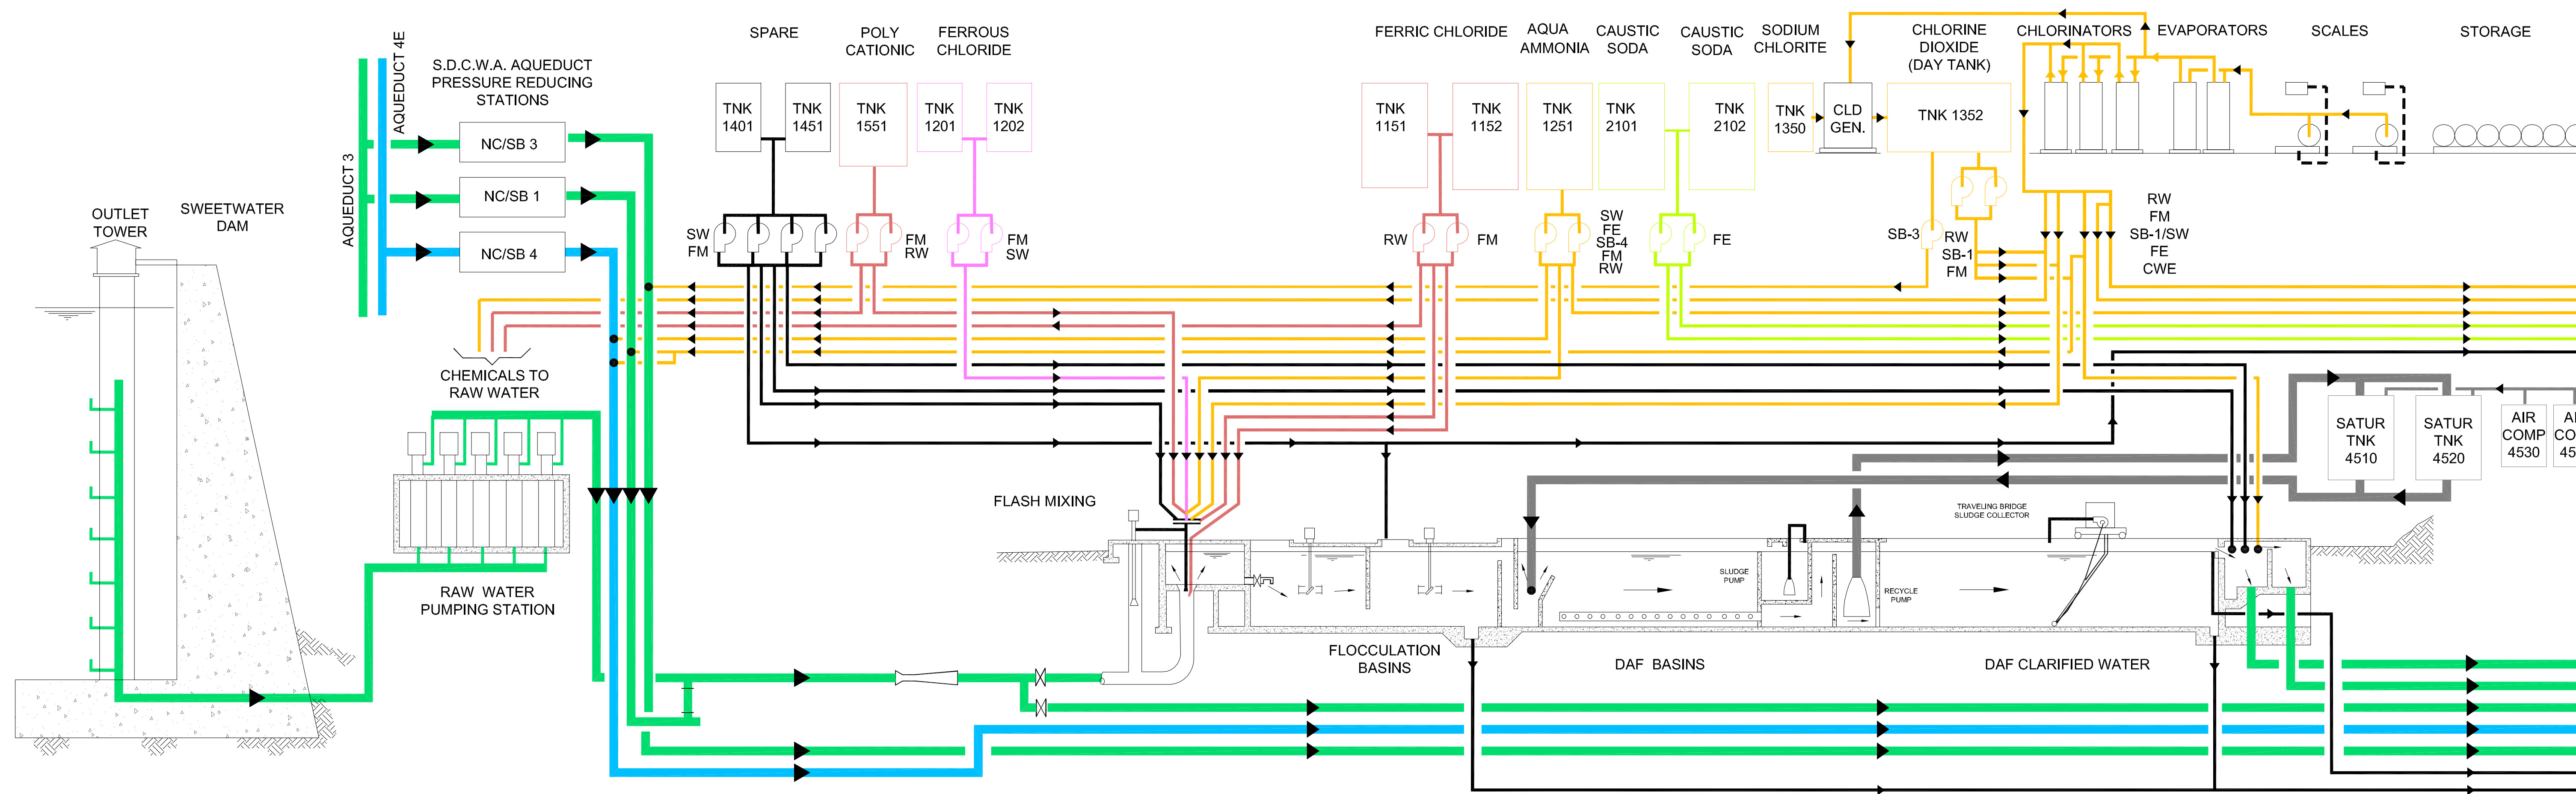 AQUEDUCT 3
AQUEDUCT 4E
S.D.C.W.A. AQUEDUCT
PRESSURE REDUCING
STATIONS
NC/SB 3
NC/SB 1
NC/SB 4
OUTLET
TOWER
SWEETWATER
DAM
CHEMICALS TO
RAW WATER
RAW WATER
PUMPING STATION
SPARE
TNK
1401
TNK
1451
SW
FM
POLY
CATIONIC
TNK
1551
FM
RW
FERROUS
CHLORIDE
TNK
1201
TNK
1202
FM
SW
FERRIC CHLORIDE
TNK
1151
TNK
1152
RW
FM
AQUA
AMMONIA
TNK
1251
SW
FE
SB-4
FM
RW
CAUSTIC
SODA
TNK
2101
CAUSTIC
SODA
TNK
2102
FE
SODIUM
CHLORITE
TNK
1350
CLD
GEN.
CHLORINE
DIOXIDE
(DAY TANK)
TNK 1352
SB-3
RW
SB-1
FM
CHLORINATORS
EVAPORATORS
SCALES
STORAGE
RW
FM
SB-1/SW
FE
CWE
SATUR
TNK
4510
SATUR
TNK
4520
AIR
COMP
4530
FLASH MIXING
FLOCCULATION
BASINS
DAF BASINS
SLUDGE
PUMP
RECYCLE
PUMP
TRAVELING BRIDGE
SLUDGE COLLECTOR
DAF CLARIFIED WATER